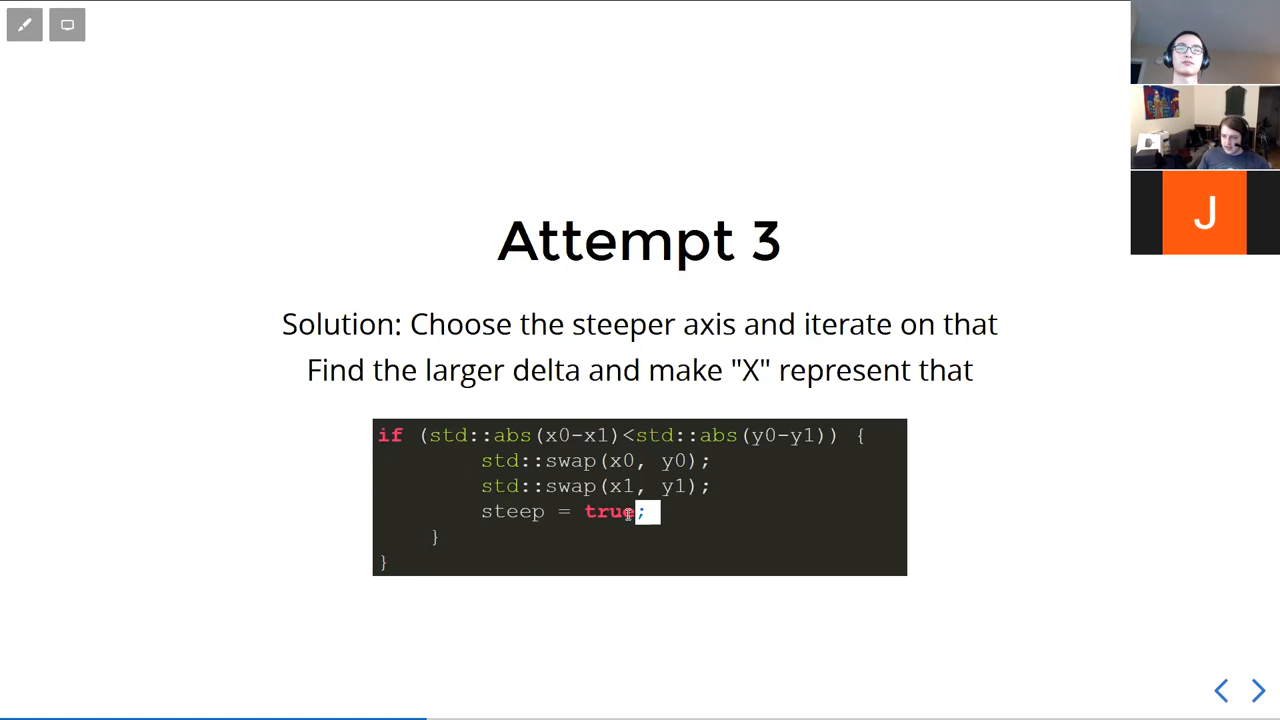 Attempt 3
Solution: Choose the steeper axis and iterate on that
Find the larger delta and make "X" represent that
if (std::abs(x0-x1)<std::abs(y0-y1)) {
std::swap(x0, y0);
std::swap(x1, y1);
steep = true;
}
}
J